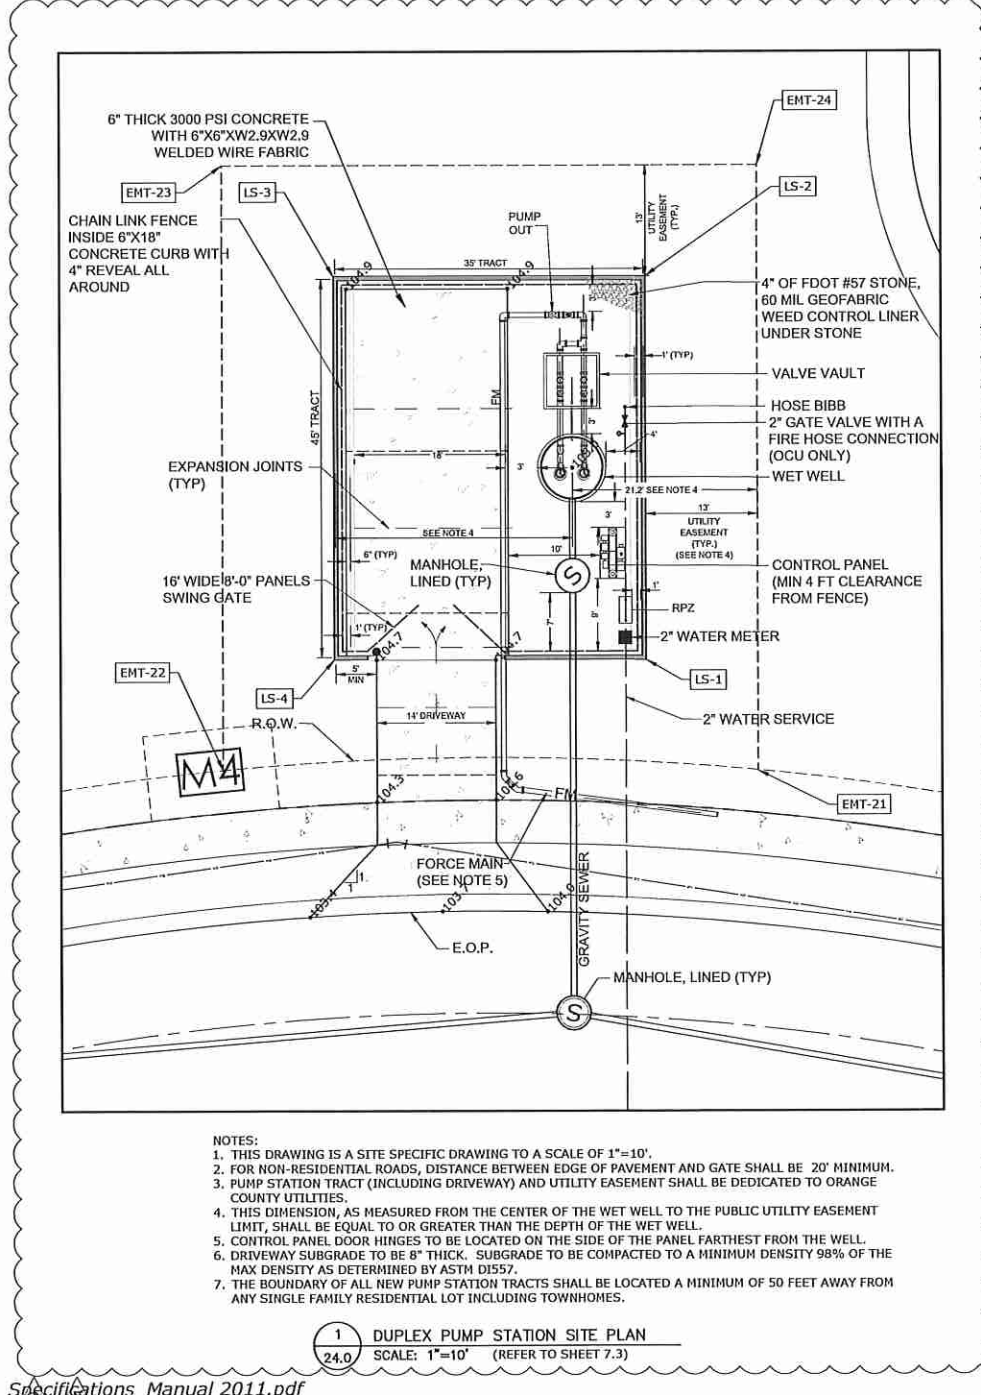 EMT-24
6" THICK 3000 PSI CONCRETE
WITH 6"X6"XW2.9XW2.9
WELDED WIRE FABRIC
EMT-23
LS-3
LS-2
CHAIN LINK FENCE
INSIDE 6"X18"
CONCRETE CURB WITH
4" REVEAL ALL
AROUND
PUMP
OUT
13'
UTILITY
EASEMENT
(TYP.)
35' TRACT
104.9
104.9
4" OF FDOT #57 STONE,
60 MIL GEOFABRIC
WEED CONTROL LINER
UNDER STONE
1' (TYP)
VALVE VAULT
45' TRACT
FM
HOSE BIBB
2" GATE VALVE WITH A
FIRE HOSE CONNECTION
(OCU ONLY)
3'
4'
18'
EXPANSION JOINTS
(TYP)
3'
WET WELL
21.2' SEE NOTE 4
13'
UTILITY
EASEMENT
(TYP.)
(SEE NOTE 4)
3'
SEE NOTE 4
6" (TYP)
10'
MANHOLE,
LINED (TYP)
S
CONTROL PANEL
(MIN 4 FT CLEARANCE
FROM FENCE)
16' WIDE 8'-0" PANELS
SWING GATE
1'
RPZ
7'
9'
1' (TYP)
104.7
104.7
2" WATER METER
EMT-22
5'
MIN
LS-4
LS-1
R.O.W.
14' DRIVEWAY
2" WATER SERVICE
M4
104.3
FM
EMT-21
FORCE MAIN
(SEE NOTE 5)
1
1
103.4
103.7
104.0
GRAVITY SEWER
E.O.P.
MANHOLE, LINED (TYP)
S
NOTES:
1. THIS DRAWING IS A SITE SPECIFIC DRAWING TO A SCALE OF 1"=10'.
2. FOR NON-RESIDENTIAL ROADS, DISTANCE BETWEEN EDGE OF PAVEMENT AND GATE SHALL BE 20' MINIMUM.
3. PUMP STATION TRACT (INCLUDING DRIVEWAY) AND UTILITY EASEMENT SHALL BE DEDICATED TO ORANGE
COUNTY UTILITIES.
4. THIS DIMENSION, AS MEASURED FROM THE CENTER OF THE WET WELL TO THE PUBLIC UTILITY EASEMENT
LIMIT, SHALL BE EQUAL TO OR GREATER THAN THE DEPTH OF THE WET WELL.
5. CONTROL PANEL DOOR HINGES TO BE LOCATED ON THE SIDE OF THE PANEL FARTHEST FROM THE WELL.
6. DRIVEWAY SUBGRADE TO BE 8" THICK. SUBGRADE TO BE COMPACTED TO A MINIMUM DENSITY 98% OF THE
MAX DENSITY AS DETERMINED BY ASTM D1557.
7. THE BOUNDARY OF ALL NEW PUMP STATION TRACTS SHALL BE LOCATED A MINIMUM OF 50 FEET AWAY FROM
ANY SINGLE FAMILY RESIDENTIAL LOT INCLUDING TOWNHOMES.
1
24.0
DUPLEX PUMP STATION SITE PLAN
SCALE: 1"=10' (REFER TO SHEET 7.3)
Specifications Manual 2011.pdf